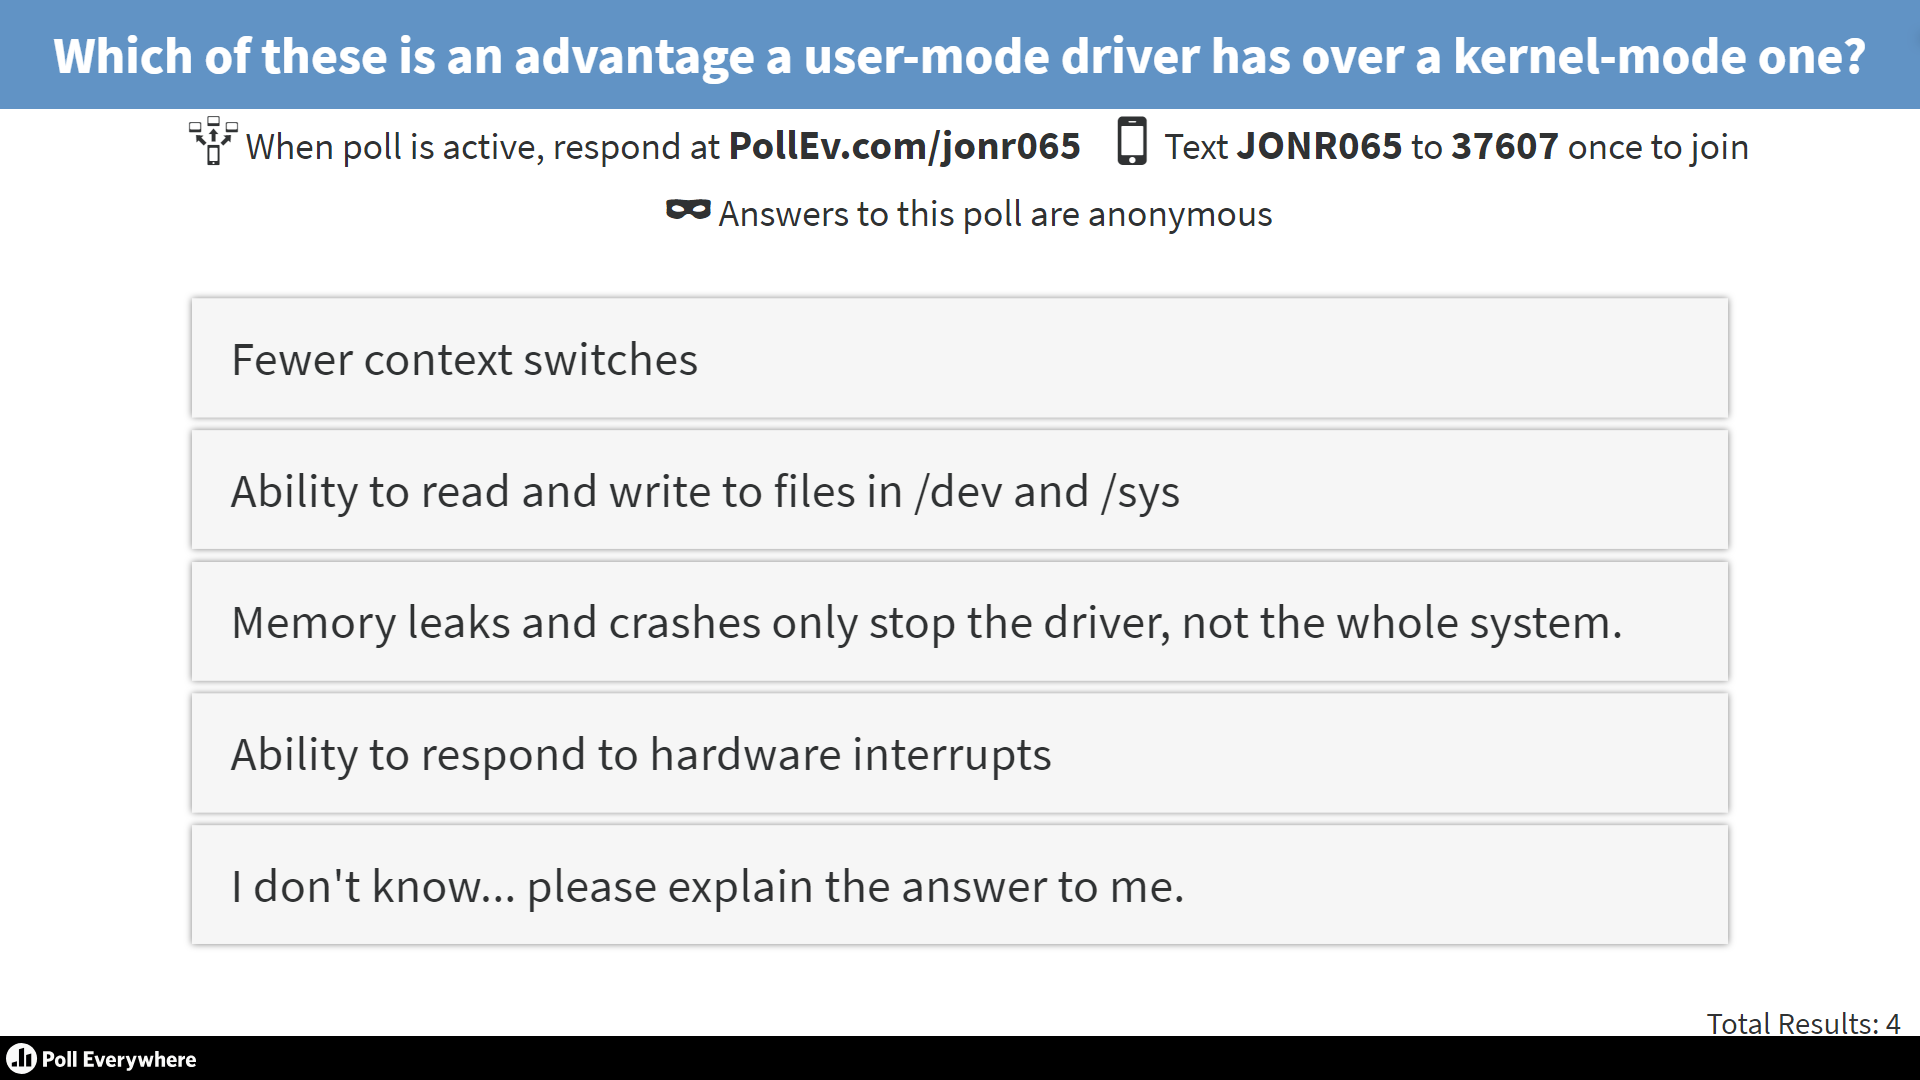 Which of these is an advantage a user-mode driver has over a kernel-mode one?
When poll is active, respond at PollEv.com/jonr065 Text JONR065 to 37607 once to join
Answers to this poll are anonymous
Fewer context switches
Ability to read and write to files in /dev and /sys
Memory leaks and crashes only stop the driver, not the whole system.
Ability to respond to hardware interrupts
I don't know... please explain the answer to me.
Total Results: 4
Poll Everywhere